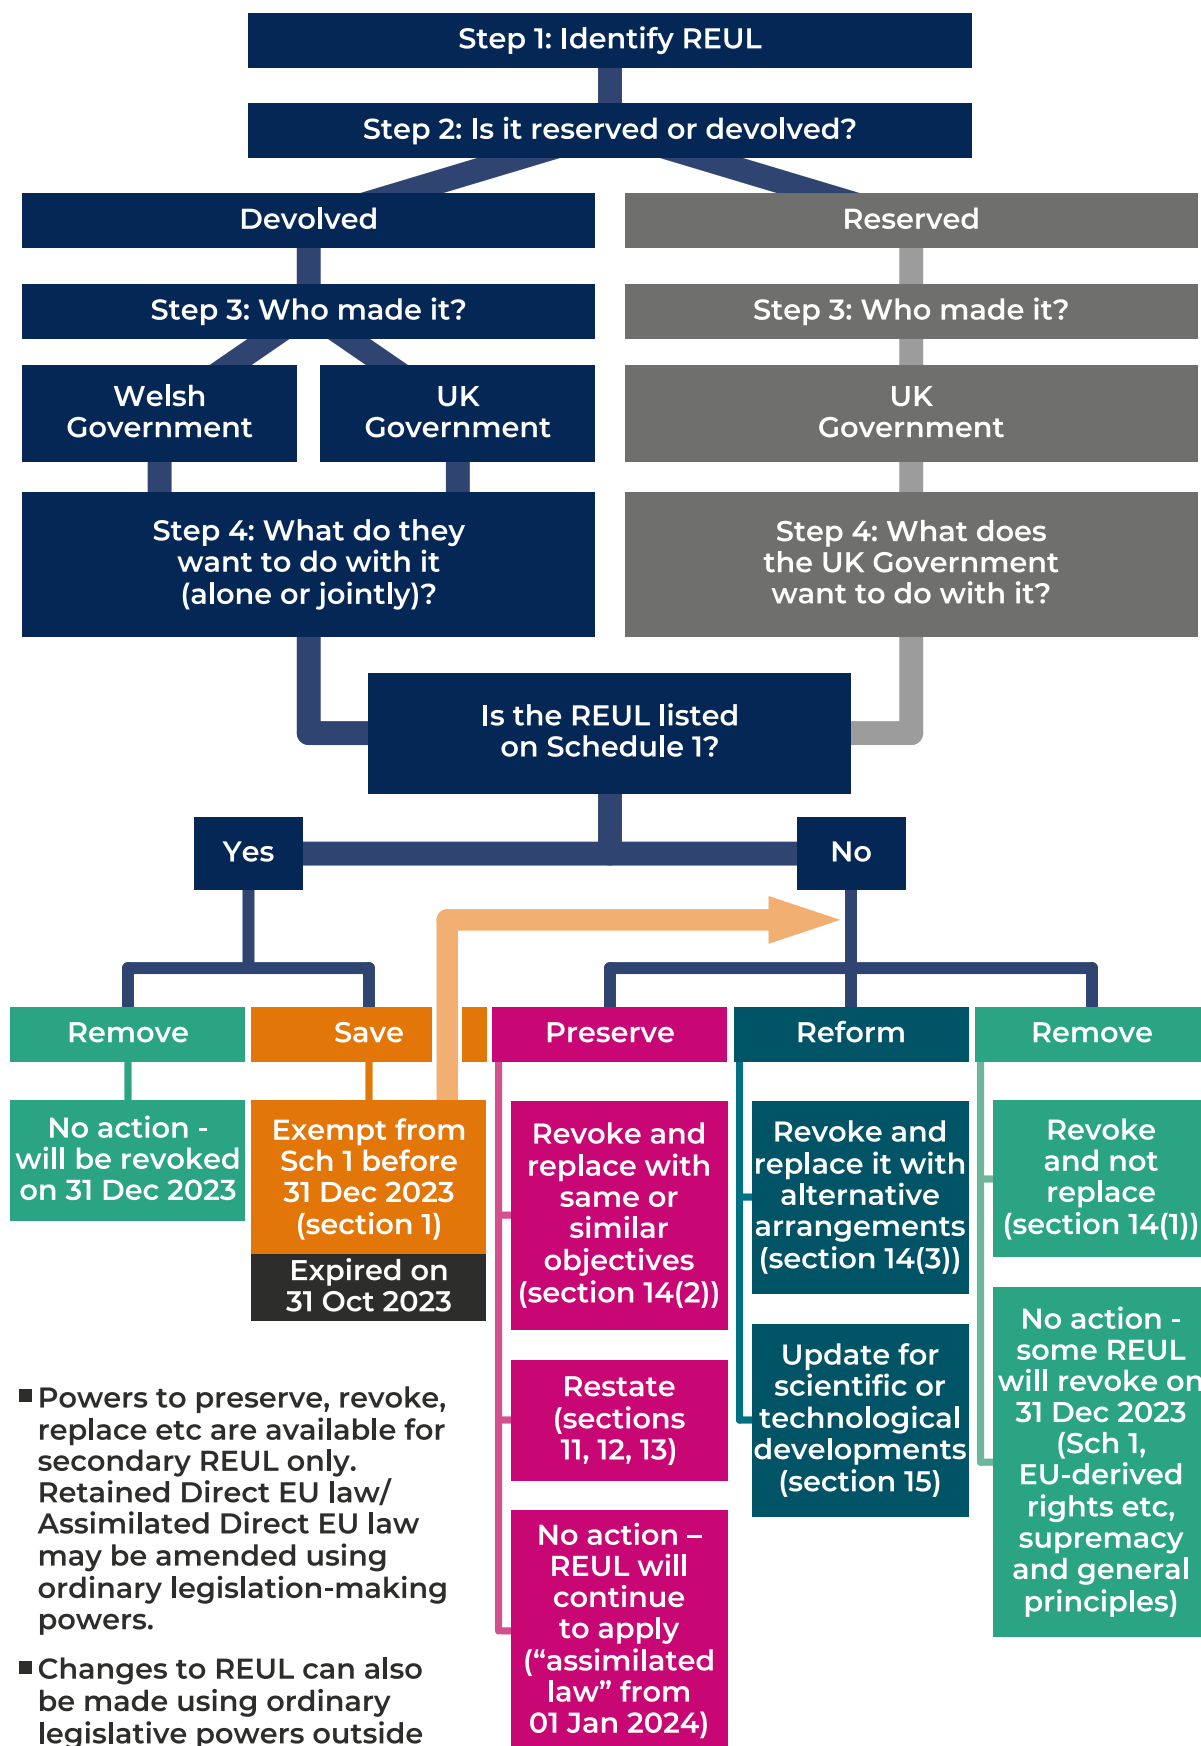 Step 1: Identify REUL
Step 2: Is it reserved or devolved?
Devolved
Reserved
Step 3: Who made it?
Step 3: Who made it?
Welsh
Government
UK
Government
UK
Government
Step 4: What do they
want to do with it
(alone or jointly)?
Step 4: What does
the UK Government
want to do with it?
Is the REUL listed
on Schedule 1?
Yes
No
Remove
Save
Preserve
Reform
Remove
No action -
will be revoked
on 31 Dec 2023
Exempt from
Sch 1 before
31 Dec 2023
(section 1)
Expired on
31 Oct 2023
Revoke and
replace with
same or
similar
objectives
(section 14(2))
Restate
(sections
11, 12, 13)
No action –
REUL will
continue
to apply
(“assimilated
law” from
01 Jan 2024)
Revoke and
replace it with
alternative
arrangements
(section 14(3))
Update for
scientific or
technological
developments
(section 15)
Revoke
and not
replace
(section 14(1))
No action -
some REUL
will revoke on
31 Dec 2023
(Sch 1,
EU-derived
rights etc,
supremacy
and general
principles)
▪ Powers to preserve, revoke,
replace etc are available for
secondary REUL only.
Retained Direct EU law/
Assimilated Direct EU law
may be amended using
ordinary legislation-making
powers.
▪ Changes to REUL can also
be made using ordinary
legislative powers outside